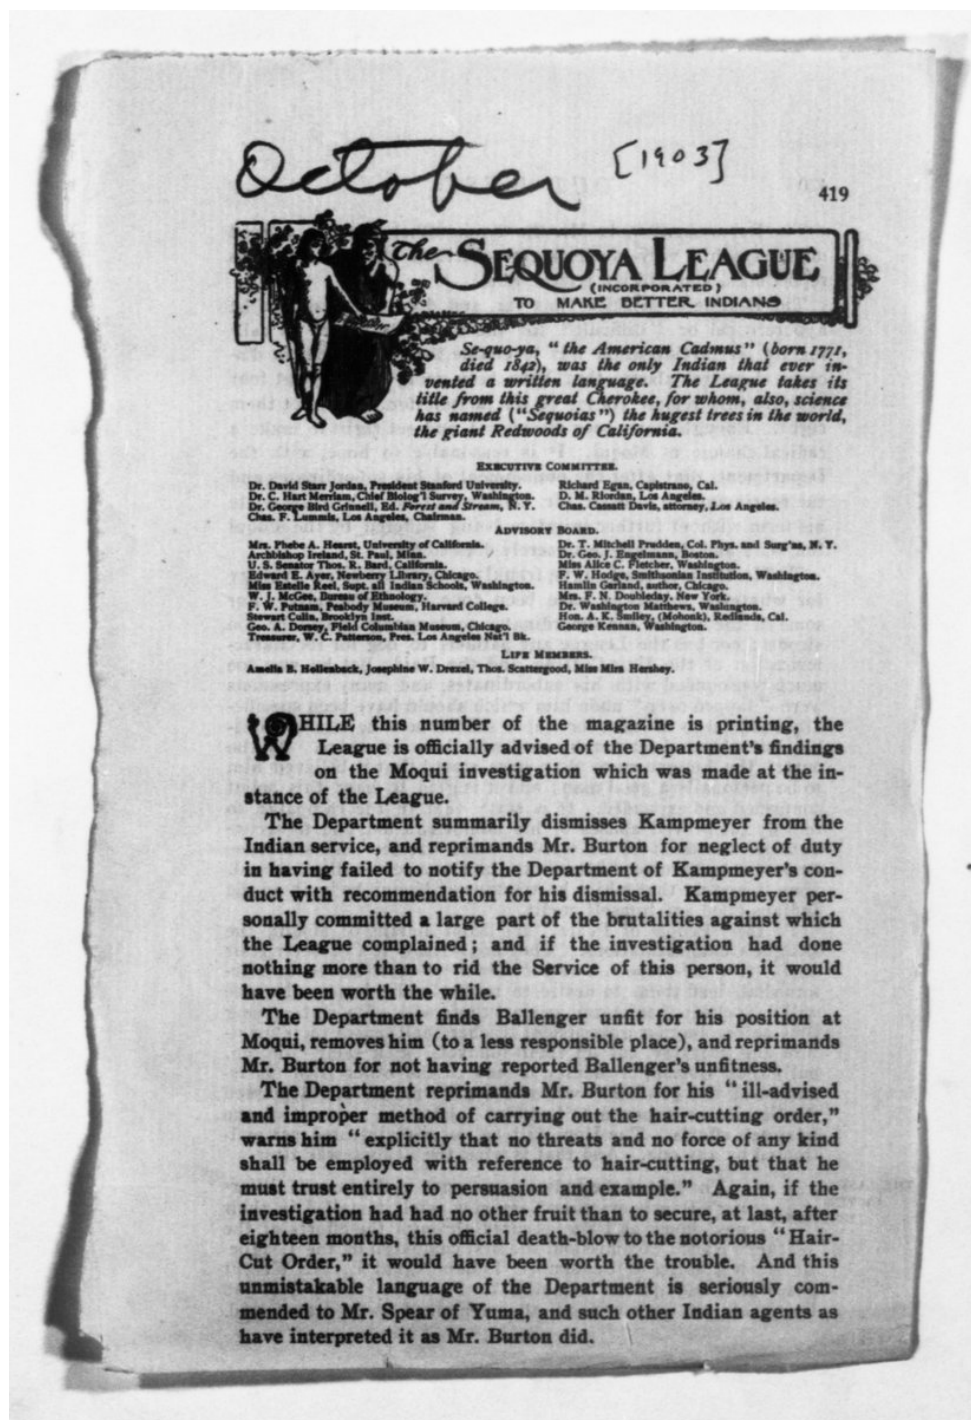 October [1903]
419
The SEQUOYA LEAGUE
(INCORPORATED)
TO MAKE BETTER INDIANS
Se-quo-ya, "the American Cadmus" (born 1771,
died 1842), was the only Indian that ever in-
vented a written language. The League takes its
title from this great Cherokee, for whom, also, science
has named ("Sequoias") the hugest trees in the world,
the giant Redwoods of California.
EXECUTIVE COMMITTEE.
Dr. David Starr Jordan, President Stanford University.
Dr. C. Hart Merriam, Chief Biolog'l Survey, Washington.
Dr. George Bird Grinnell, Ed. Forest and Stream, N. Y.
Chas. F. Lummis, Los Angeles, Chairman.
Richard Egan, Capistrano, Cal.
D. M. Riordan, Los Angeles.
Chas. Cassatt Davis, attorney, Los Angeles.
ADVISORY BOARD.
Mrs. Phebe A. Hearst, University of California.
Archbishop Ireland, St. Paul, Minn.
U. S. Senator Thos. R. Bard, California.
Edward E. Ayer, Newberry Library, Chicago.
Miss Estelle Reel, Supt. all Indian Schools, Washington.
W. J. McGee, Bureau of Ethnology.
F. W. Putnam, Peabody Museum, Harvard College.
Stewart Culin, Brooklyn Inst.
Geo. A. Dorsey, Field Columbian Museum, Chicago.
Treasurer, W. C. Patterson, Pres. Los Angeles Nat'l Bk.
Dr. T. Mitchell Prudden, Col. Phys. and Surg'ns, N. Y.
Dr. Geo. J. Engelmann, Boston.
Miss Alice C. Fletcher, Washington.
F. W. Hodge, Smithsonian Institution, Washington.
Hamlin Garland, author, Chicago.
Mrs. F. N. Doubleday, New York.
Dr. Washington Matthews, Washington.
Hon. A. K. Smiley, (Mohonk), Redlands, Cal.
George Kennan, Washington.
LIFE MEMBERS.
Amelia B. Hollenback, Josephine W. Drexel, Thos. Scattergood, Miss Mira Hershey.
WHILE this number of the magazine is printing, the
League is officially advised of the Department's findings
on the Moqui investigation which was made at the in-
stance of the League.
The Department summarily dismisses Kampmeyer from the
Indian service, and reprimands Mr. Burton for neglect of duty
in having failed to notify the Department of Kampmeyer's con-
duct with recommendation for his dismissal. Kampmeyer per-
sonally committed a large part of the brutalities against which
the League complained; and if the investigation had done
nothing more than to rid the Service of this person, it would
have been worth the while.
The Department finds Ballenger unfit for his position at
Moqui, removes him (to a less responsible place), and reprimands
Mr. Burton for not having reported Ballenger's unfitness.
The Department reprimands Mr. Burton for his "ill-advised
and improper method of carrying out the hair-cutting order,"
warns him "explicitly that no threats and no force of any kind
shall be employed with reference to hair-cutting, but that he
must trust entirely to persuasion and example." Again, if the
investigation had had no other fruit than to secure, at last, after
eighteen months, this official death-blow to the notorious "Hair-
Cut Order," it would have been worth the trouble. And this
unmistakable language of the Department is seriously com-
mended to Mr. Spear of Yuma, and such other Indian agents as
have interpreted it as Mr. Burton did.